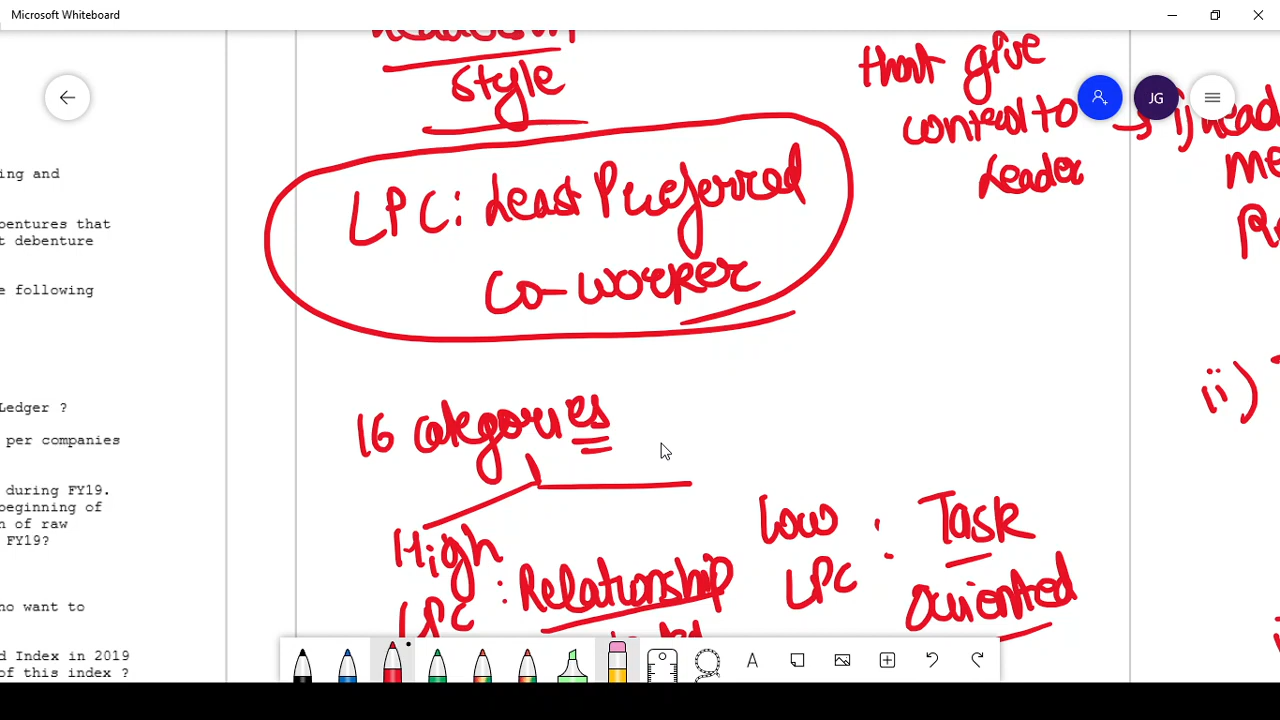 Microsoft Whiteboard
style
LPC: Least Preferred
Co-worker
16 categories
High
LPC
: Relationship
Low
LPC
: Task
oriented
that give
control to
Leader
→ i)
ii)
JG
ing and
pentures that
t debenture
e following
Ledger ?
per companies
during FY19.
beginning of
n of raw
FY19?
ho want to
d Index in 2019
of this index ?
A